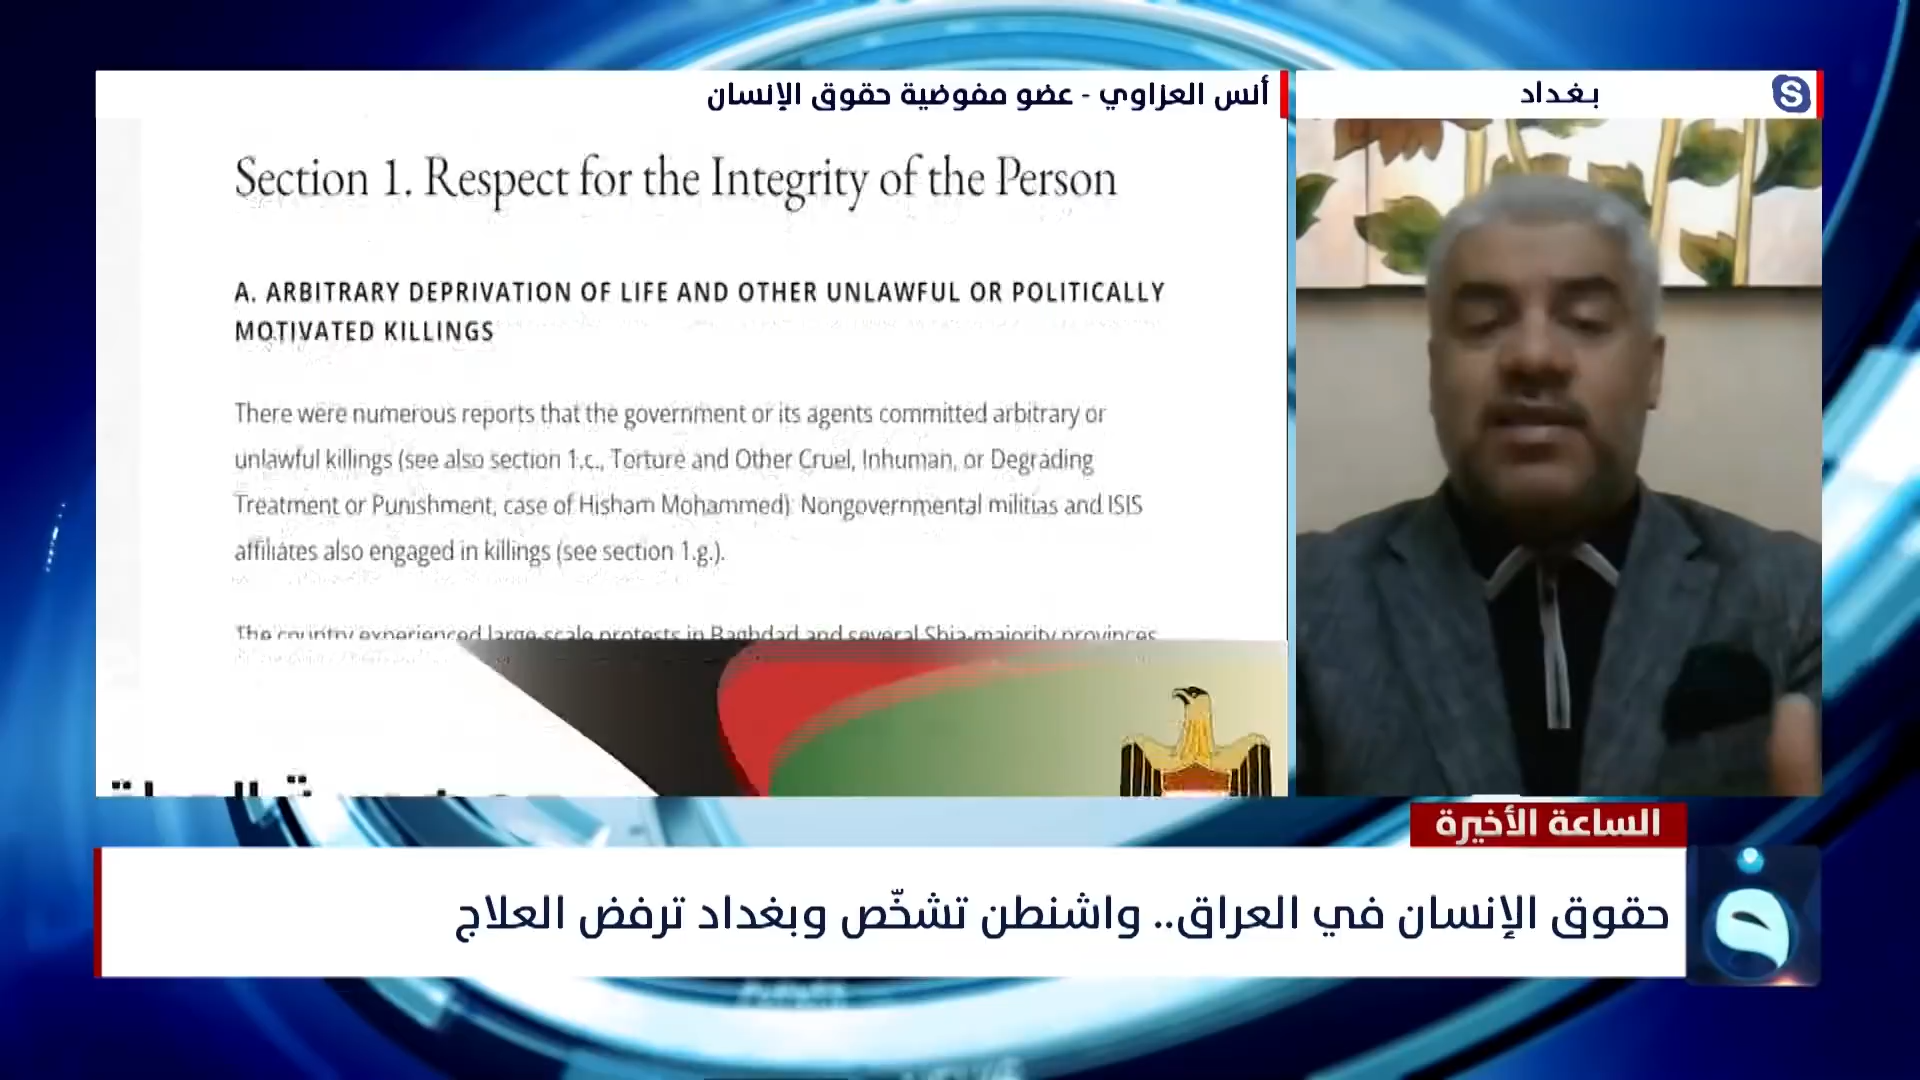 أنس العزاوي - عضو مفوضية حقوق الإنسان
بغداد
Section 1. Respect for the Integrity of the Person
A. ARBITRARY DEPRIVATION OF LIFE AND OTHER UNLAWFUL OR POLITICALLY
MOTIVATED KILLINGS
There were numerous reports that the government or its agents committed arbitrary or
unlawful killings (see also section 1.c., Torture and Other Cruel, Inhuman, or Degrading
Treatment or Punishment, case of Hisham Mohammed). Nongovernmental militias and ISIS
affiliates also engaged in killings (see section 1.g.).
The country experienced large-scale protests in Baghdad and several Shia-majority provinces
الساعة الأخيرة
حقوق الإنسان في العراق.. واشنطن تشخّص وبغداد ترفض العلاج